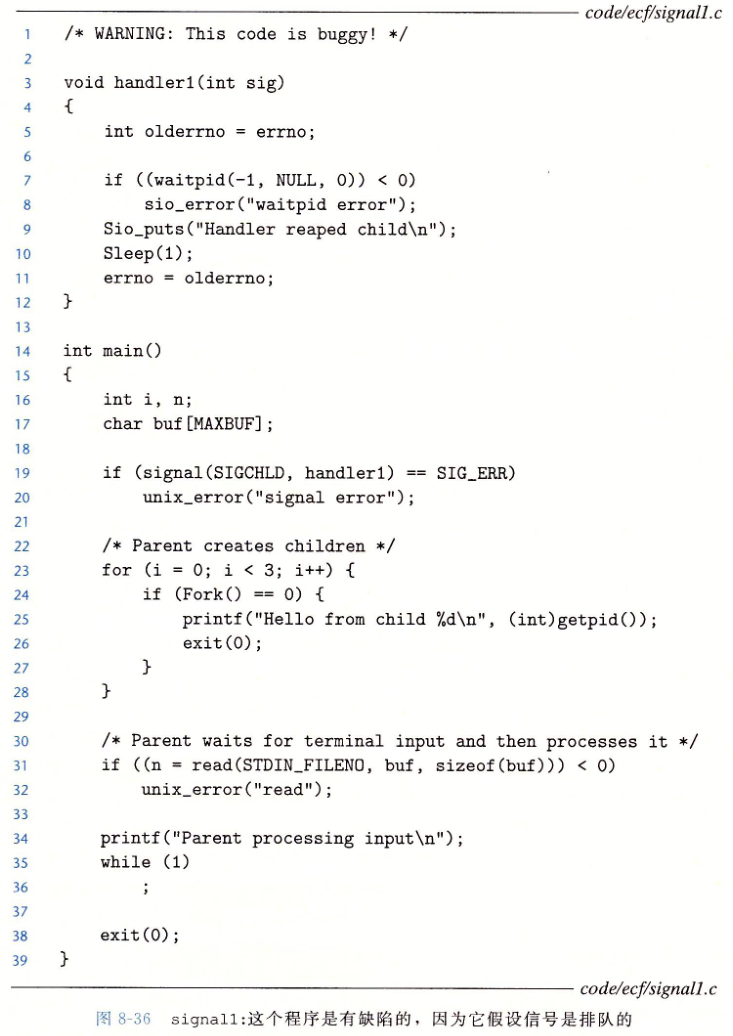 code/ecf/signal1.c
1 /* WARNING: This code is buggy! */
2
3 void handler1(int sig)
4 {
5     int olderrno = errno;
6
7     if ((waitpid(-1, NULL, 0)) < 0)
8         sio_error("waitpid error");
9     Sio_puts("Handler reaped child\n");
10     Sleep(1);
11     errno = olderrno;
12 }
13
14 int main()
15 {
16     int i, n;
17     char buf[MAXBUF];
18
19     if (signal(SIGCHLD, handler1) == SIG_ERR)
20         unix_error("signal error");
21
22     /* Parent creates children */
23     for (i = 0; i < 3; i++) {
24         if (Fork() == 0) {
25             printf("Hello from child %d\n", (int)getpid());
26             exit(0);
27         }
28     }
29
30     /* Parent waits for terminal input and then processes it */
31     if ((n = read(STDIN_FILENO, buf, sizeof(buf))) < 0)
32         unix_error("read");
33
34     printf("Parent processing input\n");
35     while (1)
36         ;
37
38     exit(0);
39 }
code/ecf/signal1.c
图 8-36 signal1:这个程序是有缺陷的，因为它假设信号是排队的